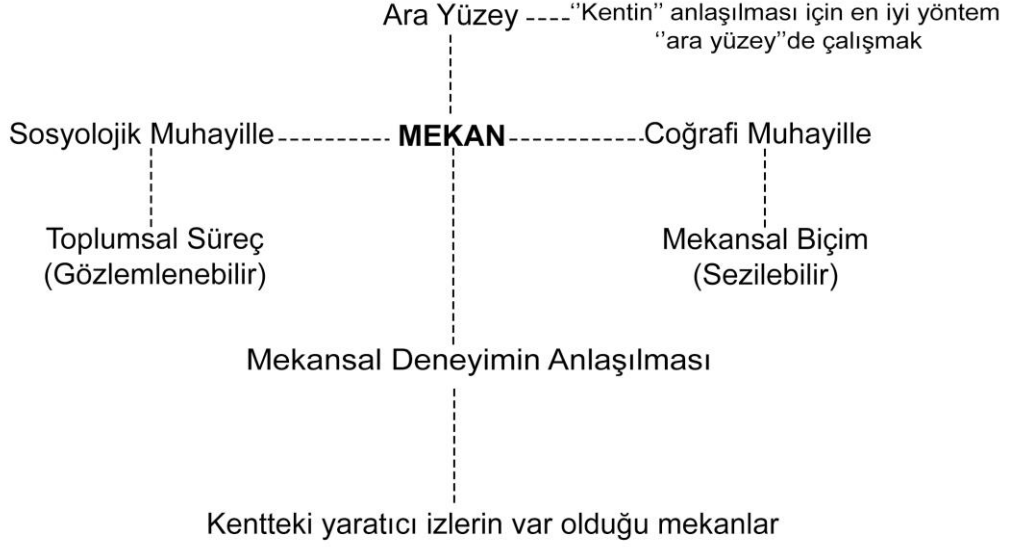 Ara Yüzey ----‘’Kentin’’ anlaşılması için en iyi yöntem
‘’ara yüzey’’de çalışmak
Sosyolojik Muhayille
MEKAN
Coğrafi Muhayille
Toplumsal Süreç
(Gözlemlenebilir)
Mekansal Biçim
(Sezilebilir)
Mekansal Deneyimin Anlaşılması
Kentteki yaratıcı izlerin var olduğu mekanlar